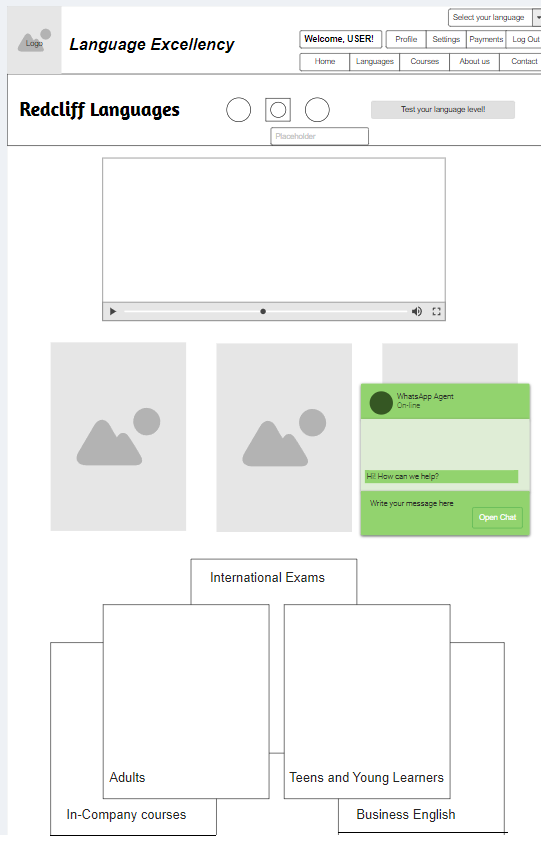 Select your language
Logo
Language Excellency
Welcome, USER!
Profile
Settings
Payments
Log Out
Home
Languages
Courses
About us
Contact
Redcliff Languages
Test your language level!
Placeholder
WhatsApp Agent
On-line
Hi! How can we help?
Write your message here
Open Chat
International Exams
Adults
Teens and Young Learners
In-Company courses
Business English